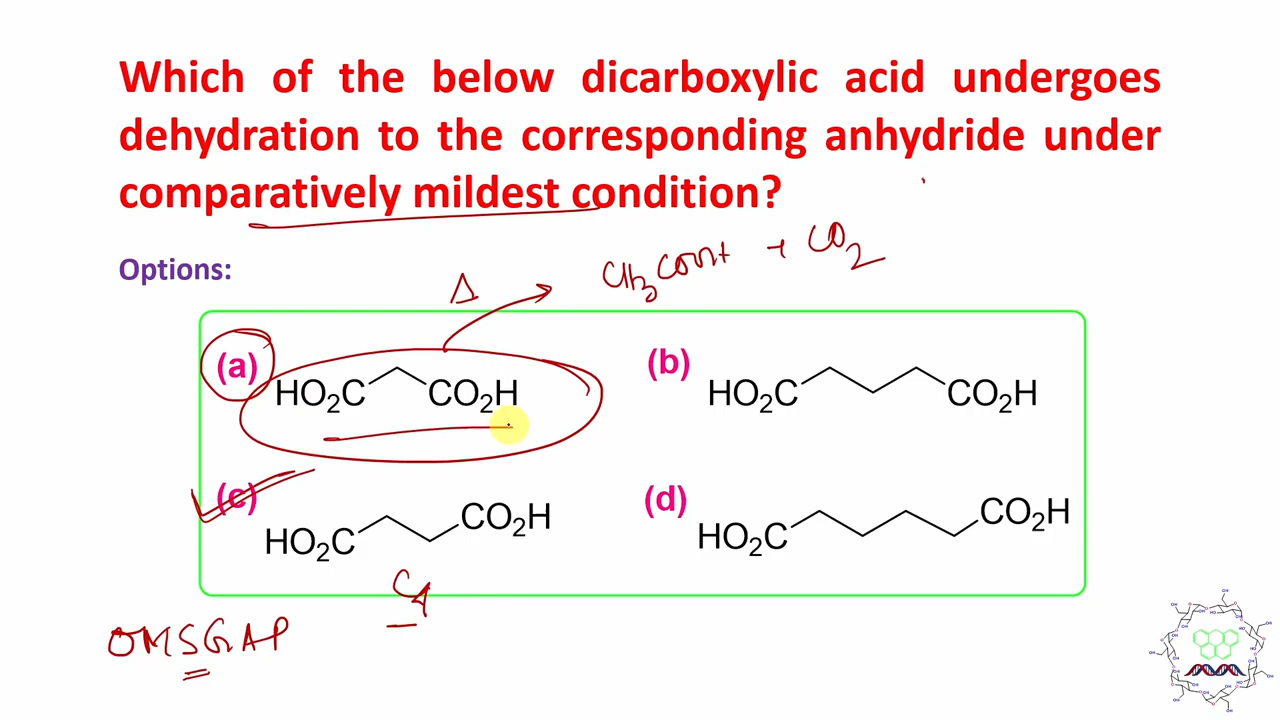 Which of the below dicarboxylic acid undergoes
dehydration to the corresponding anhydride under
comparatively mildest condition?
Options:
Δ CH3COOH + CO2
(a) HO2C CO2H
(b) HO2C CO2H
(c) HO2C CO2H
(d) HO2C CO2H
C4
OMSGAP